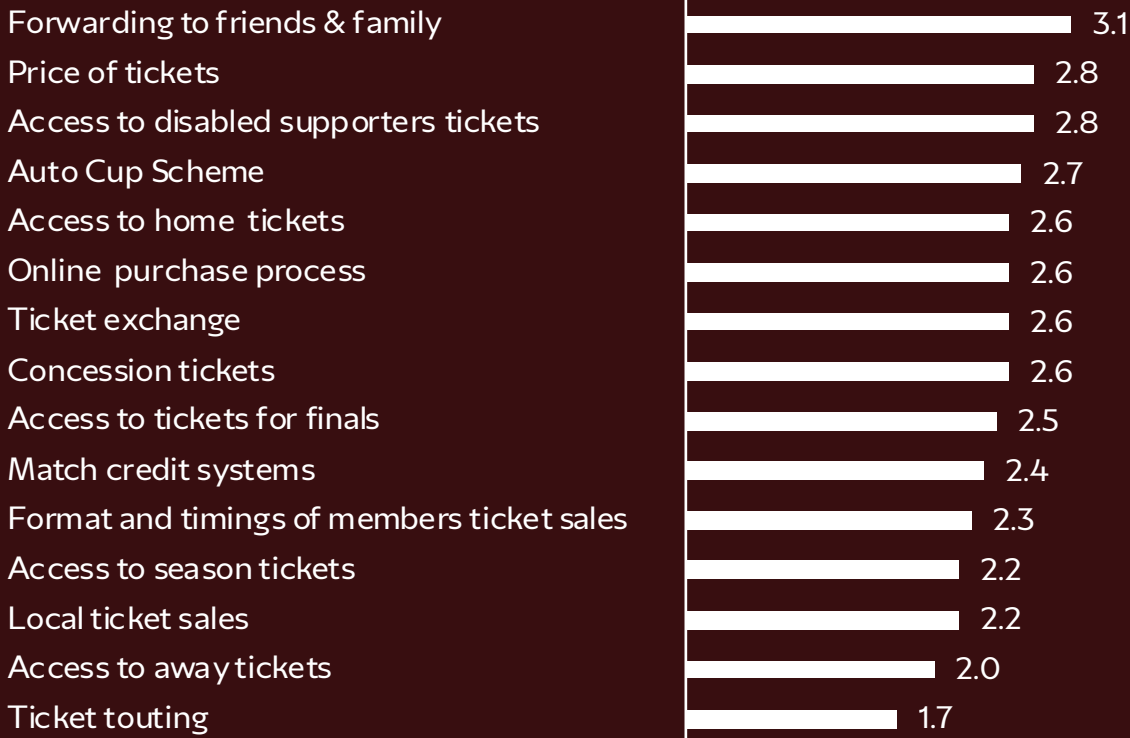 Forwarding to friends & family 3.1
Price of tickets 2.8
Access to disabled supporters tickets 2.8
Auto Cup Scheme 2.7
Access to home tickets 2.6
Online purchase process 2.6
Ticket exchange 2.6
Concession tickets 2.6
Access to tickets for finals 2.5
Match credit systems 2.4
Format and timings of members ticket sales 2.3
Access to season tickets 2.2
Local ticket sales 2.2
Access to away tickets 2.0
Ticket touting 1.7